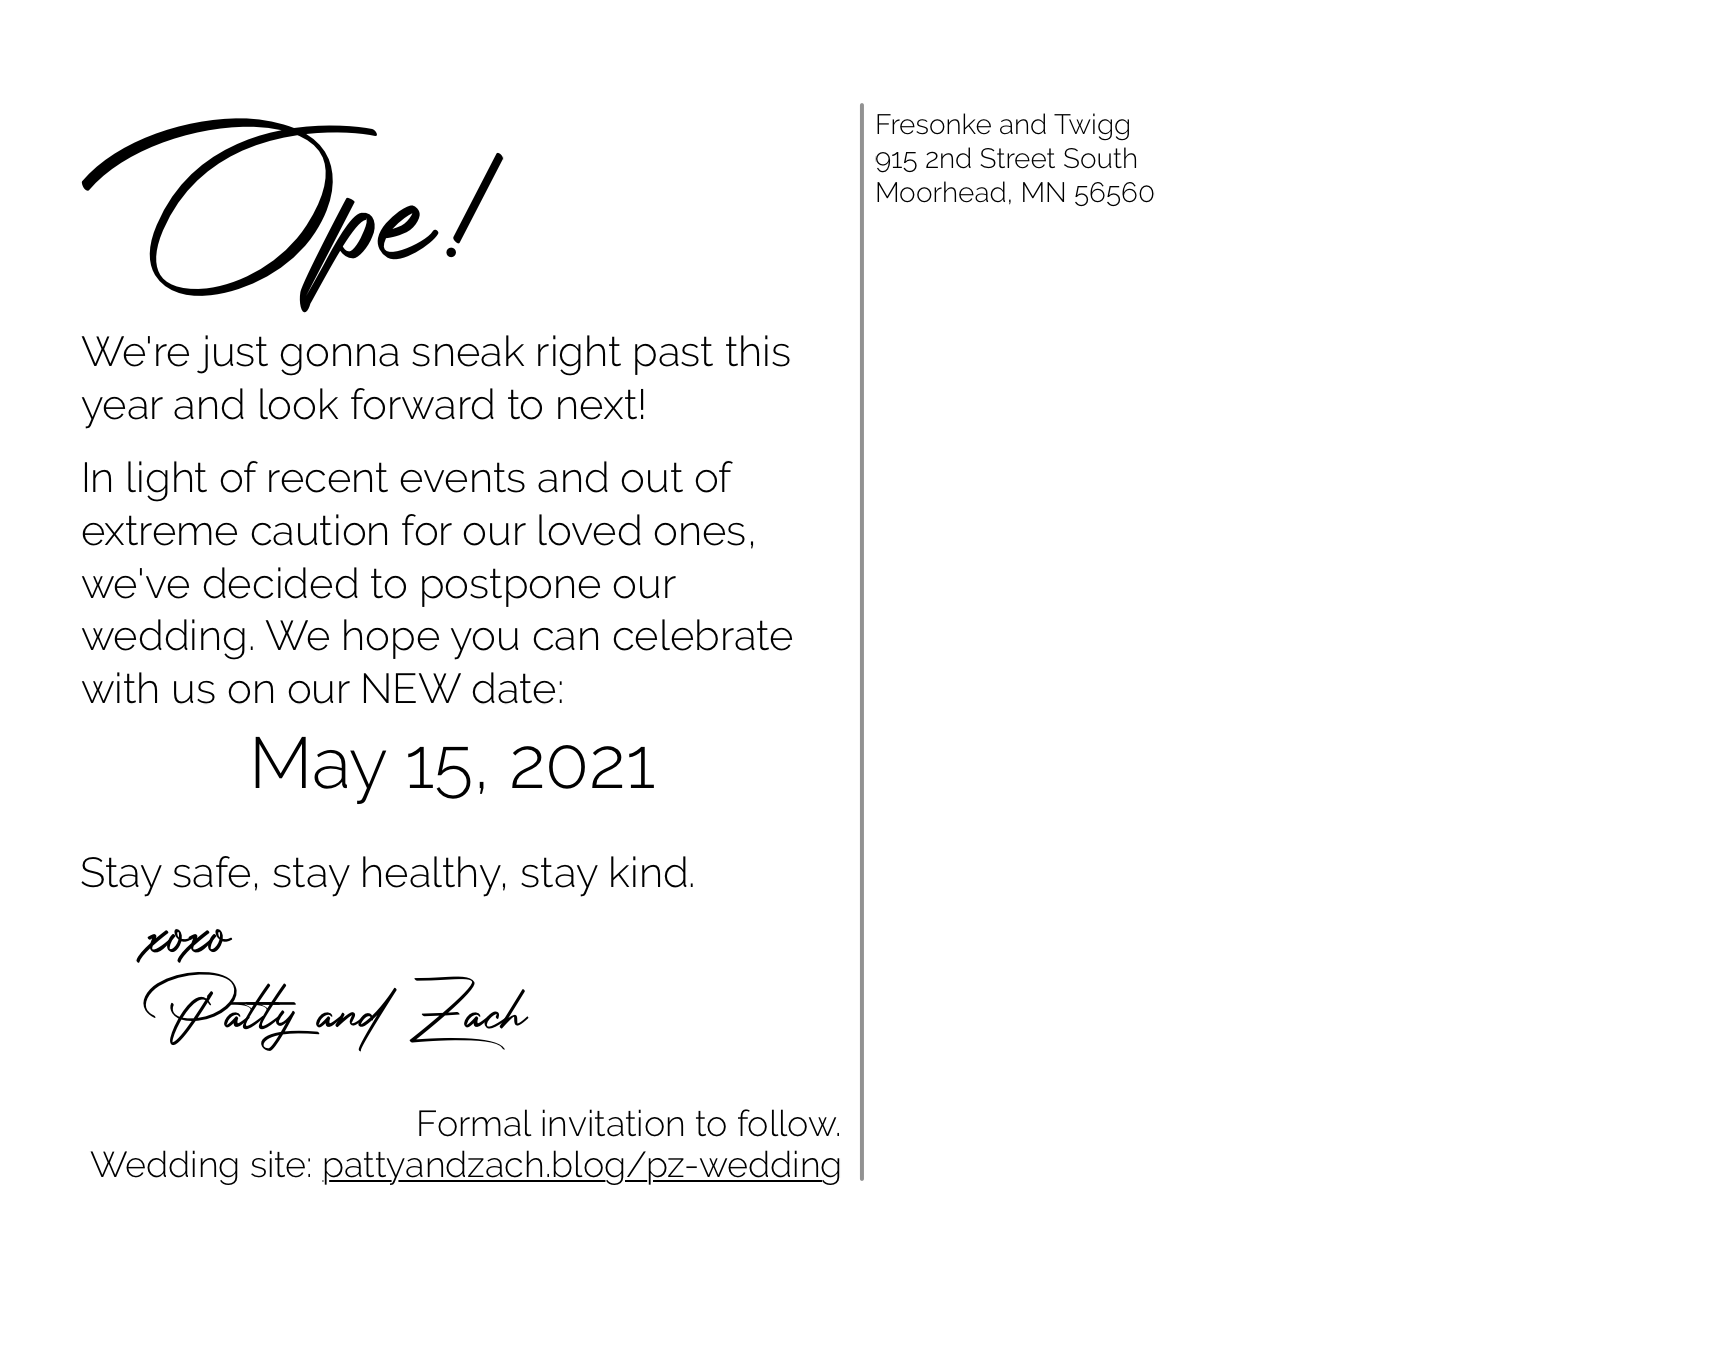 Ope!
We're just gonna sneak right past this
year and look forward to next!
In light of recent events and out of
extreme caution for our loved ones,
we've decided to postpone our
wedding. We hope you can celebrate
with us on our NEW date:
May 15, 2021
Stay safe, stay healthy, stay kind.
xoxo
Patty and Zach
Formal invitation to follow.
Wedding site: pattyandzach.blog/pz-wedding
Fresonke and Twigg
915 2nd Street South
Moorhead, MN 56560